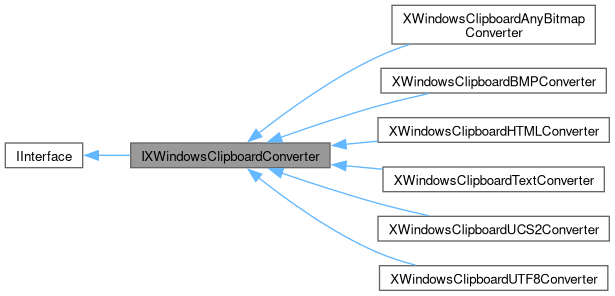 IInterface
IXWindowsClipboardConverter
XWindowsClipboardAnyBitmap
Converter
XWindowsClipboardBMPConverter
XWindowsClipboardHTMLConverter
XWindowsClipboardTextConverter
XWindowsClipboardUCS2Converter
XWindowsClipboardUTF8Converter